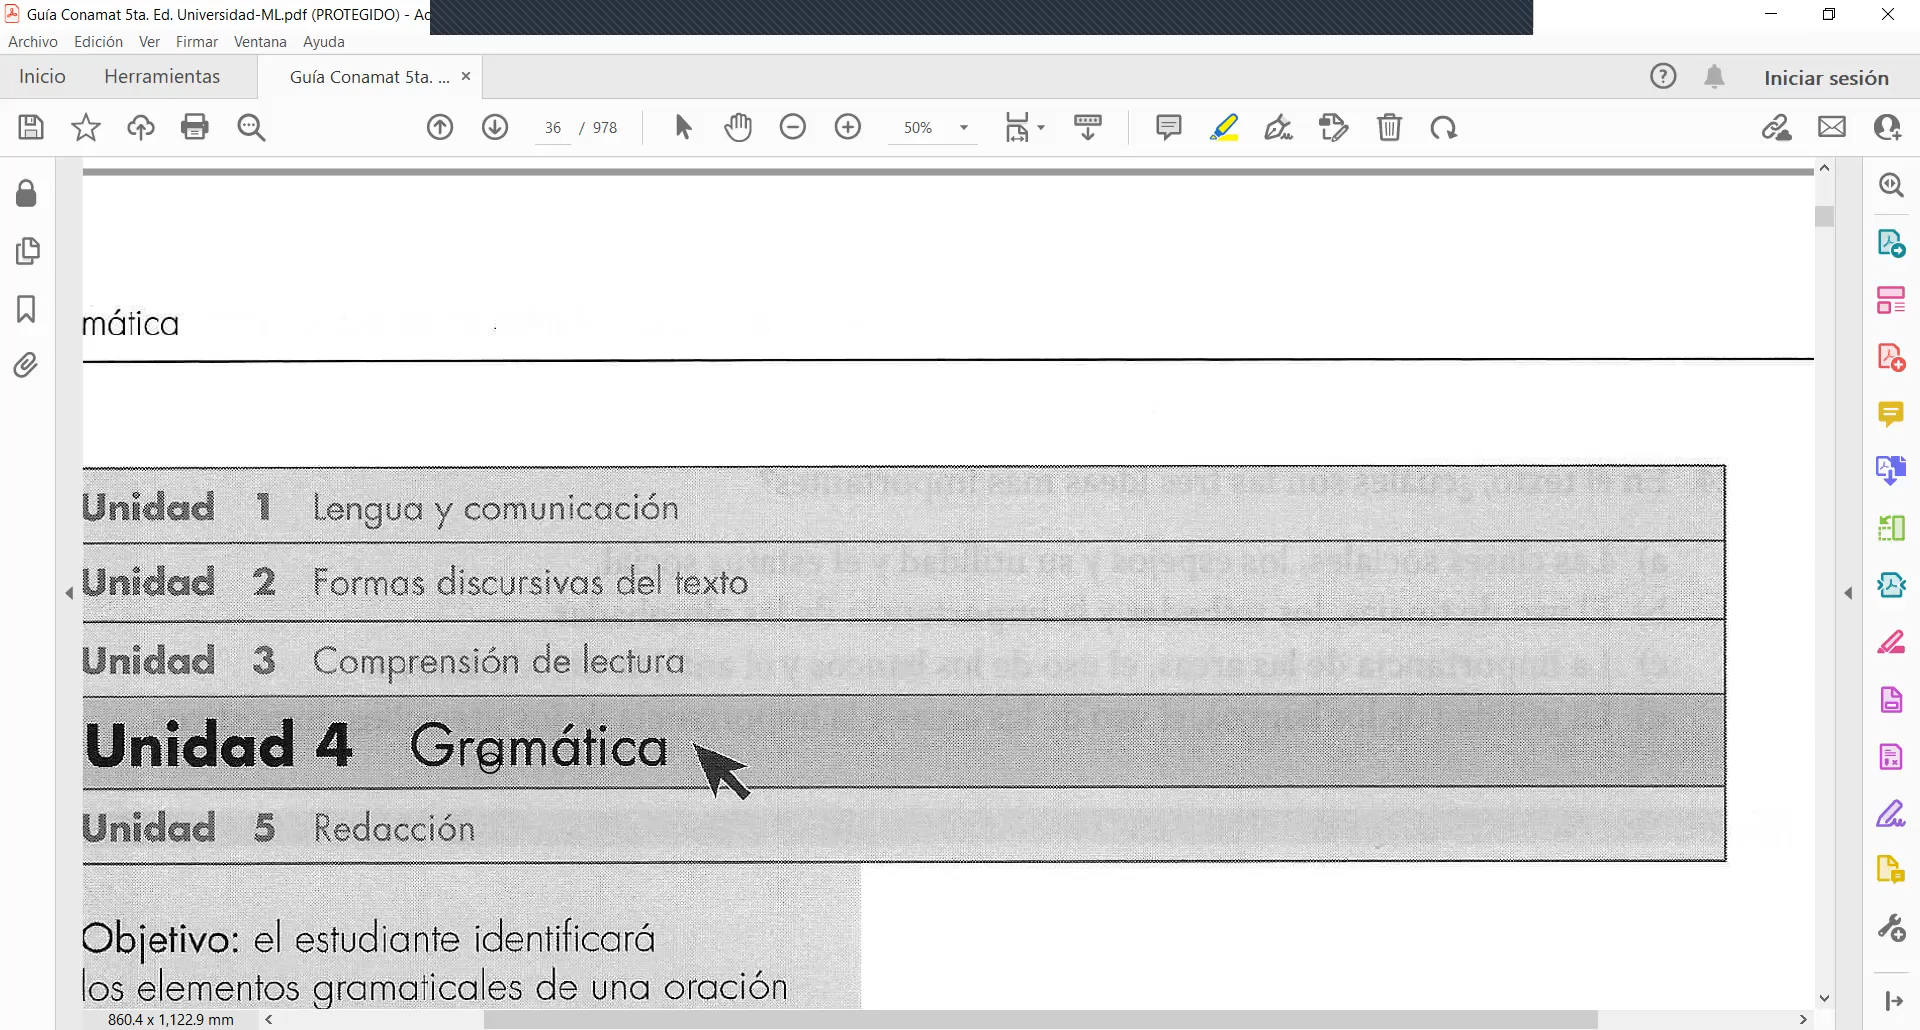 Guía Conamat 5ta. Ed. Universidad-ML.pdf (PROTEGIDO) - Ac
Archivo Edición Ver Firmar Ventana Ayuda
Inicio Herramientas Guía Conamat 5ta. ... × Iniciar sesión
36 / 978 50%
mática
Unidad 1 Lengua y comunicación
Unidad 2 Formas discursivas del texto
Unidad 3 Comprensión de lectura
Unidad 4 Gramática
Unidad 5 Redacción
Objetivo: el estudiante identificará
los elementos gramaticales de una oración
860.4 x 1,122.9 mm